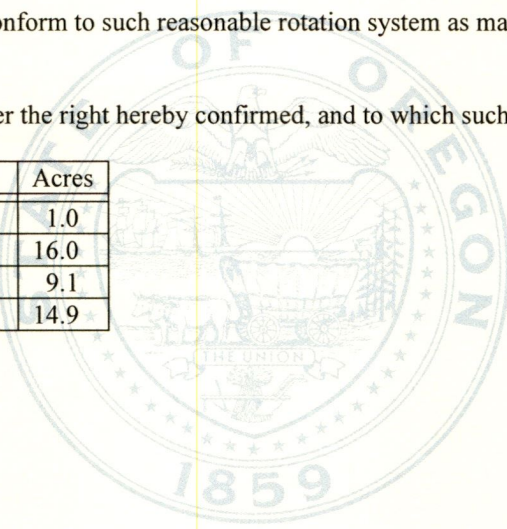 onform to such reasonable rotation system as ma
er the right hereby confirmed, and to which such
Acres
1.0
16.0
9.1
14.9
STATE OF OREGON
THE UNION
1859